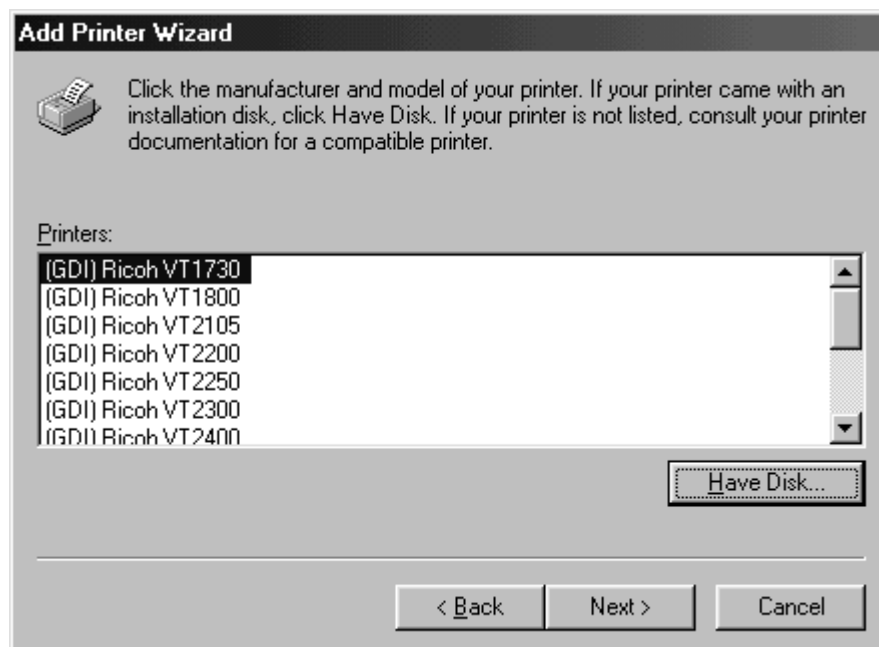 Add Printer Wizard
Click the manufacturer and model of your printer. If your printer came with an
installation disk, click Have Disk. If your printer is not listed, consult your printer
documentation for a compatible printer.
Printers:
(GDI) Ricoh VT1730
(GDI) Ricoh VT1800
(GDI) Ricoh VT2105
(GDI) Ricoh VT2200
(GDI) Ricoh VT2250
(GDI) Ricoh VT2300
(GDI) Ricoh VT2400
Have Disk...
< Back Next > Cancel